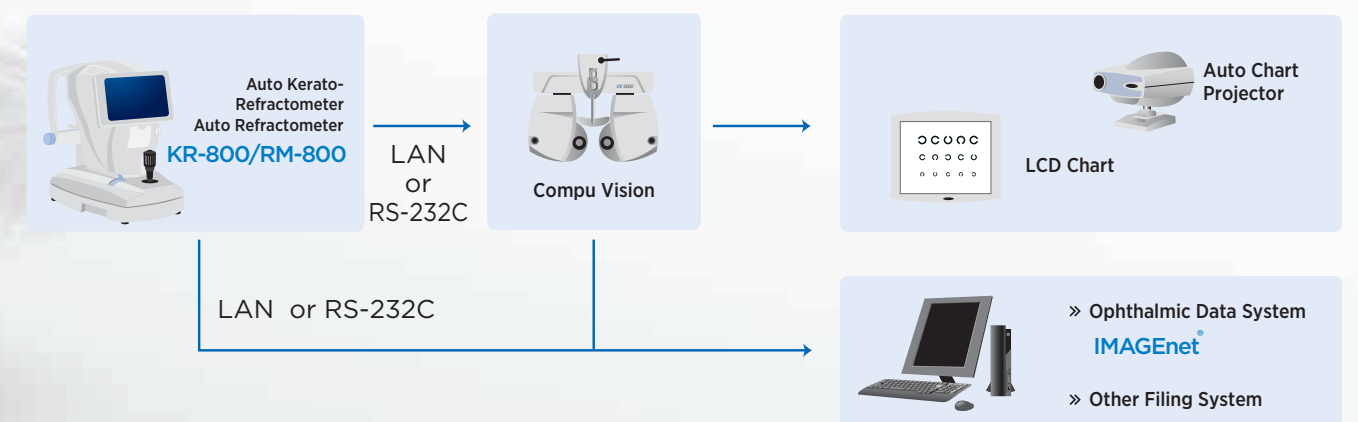 Auto Kerato-
Refractometer
Auto Refractometer
KR-800/RM-800
LAN
or
RS-232C
Compu Vision
Auto Chart
Projector
LCD Chart
LAN or RS-232C
» Ophthalmic Data System
IMAGEnet®
» Other Filing System